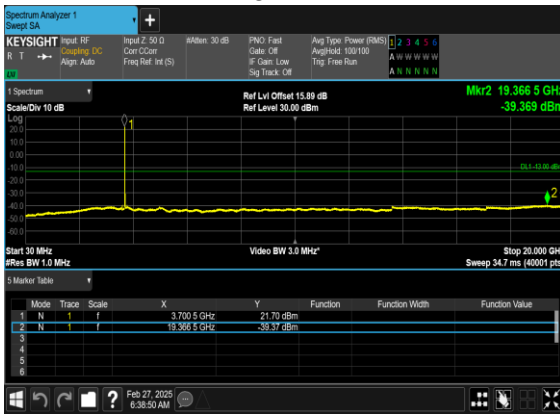 Spectrum Analyzer 1
Swept SA
+
KEYSIGHT Input: RF Input Z: 50 Ω #Atten: 30 dB PNO: Fast Avg Type: Power (RMS) 1 2 3 4 5 6
R T Coupling: DC Corr CCorr Gate: Off Avg|Hold: 100/100 A W W W W W
Align: Auto Freq Ref: Int (S) IF Gain: Low Trig: Free Run
Sig Track: Off A N N N N N
1 Spectrum Ref Lvl Offset 15.89 dB Mkr2 19.366 5 GHz
Scale/Div 10 dB Ref Level 30.00 dBm -39.369 dBm
Log
1
20.0
10.0
0.00
-10.0
DL1 -13.00 dBm
-20.0
-30.0
2
-40.0
-50.0
-60.0
Start 30 MHz Video BW 3.0 MHz* Stop 20.000 GHz
#Res BW 1.0 MHz Sweep 34.7 ms (40001 pts)
5 Marker Table
Mode Trace Scale X Y Function Function Width Function Value
1 N 1 f 3.700 5 GHz 21.70 dBm
2 N 1 f 19.366 5 GHz -39.37 dBm
3
4
5
6
? Feb 27, 2025
6:38:50 AM